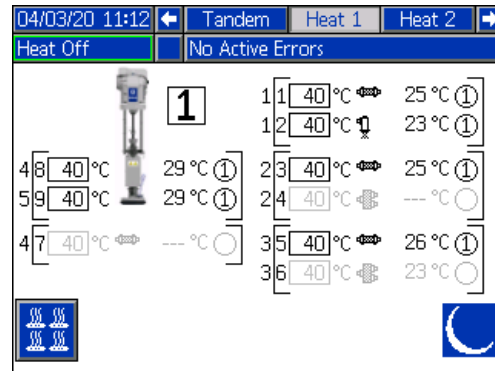 04/03/20 11:12 Tandem Heat 1 Heat 2
Heat Off No Active Errors
1
1 1 40 °C 25 °C 1
1 2 40 °C 23 °C 1
4 8 40 °C 29 °C 1
5 9 40 °C 29 °C 1
2 3 40 °C 25 °C 1
2 4 40 °C --- °C
4 7 40 °C --- °C
3 5 40 °C 26 °C 1
3 6 40 °C 23 °C